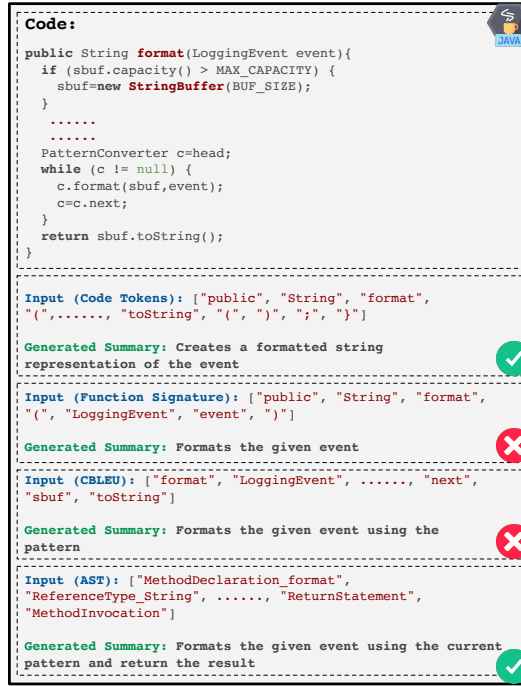 Code:
JAVA
public String format(LoggingEvent event){
if (sbuf.capacity() > MAX_CAPACITY) {
sbuf=new StringBuffer(BUF_SIZE);
}
......
......
PatternConverter c=head;
while (c != null) {
c.format(sbuf,event);
c=c.next;
}
return sbuf.toString();
}
Input (Code Tokens): ["public", "String", "format",
"(",......, "toString", "(", ")", ";", "}"]
Generated Summary: Creates a formatted string
representation of the event
Input (Function Signature): ["public", "String", "format",
"(", "LoggingEvent", "event", ")"]
Generated Summary: Formats the given event
Input (CBLEU): ["format", "LoggingEvent", ......, "next",
"sbuf", "toString"]
Generated Summary: Formats the given event using the
pattern
Input (AST): ["MethodDeclaration_format",
"ReferenceType_String", ......, "ReturnStatement",
"MethodInvocation"]
Generated Summary: Formats the given event using the current
pattern and return the result